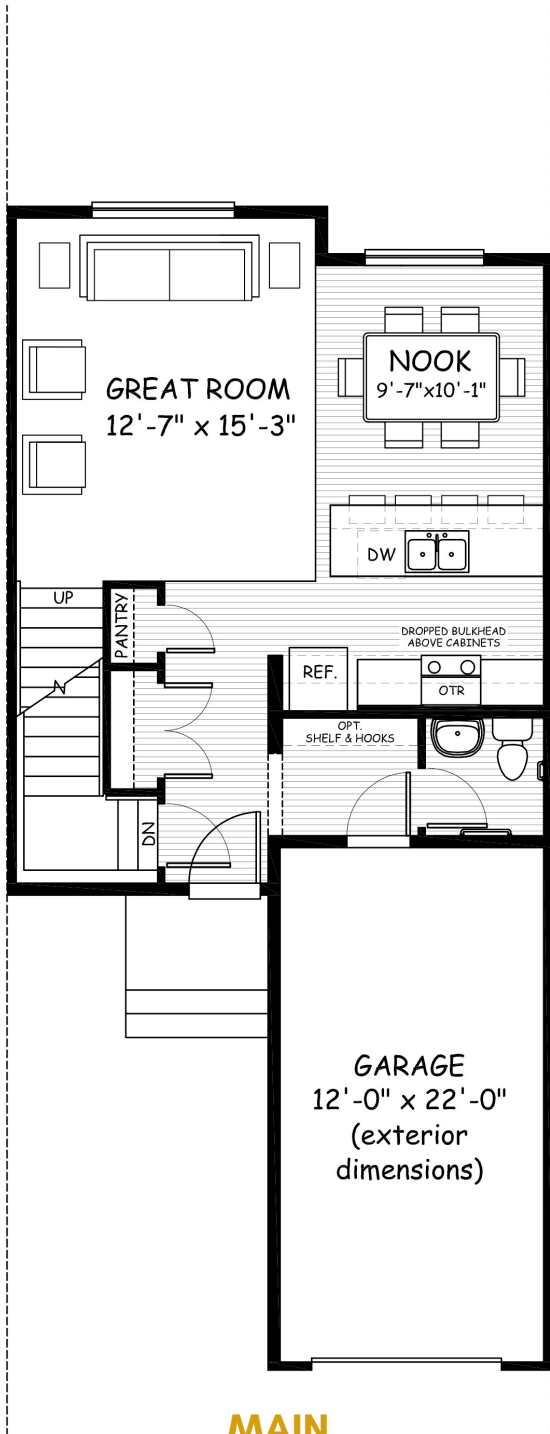 GREAT ROOM
12'-7" x 15'-3"
NOOK
9'-7"x10'-1"
DW
UP
PANTRY
DROPPED BULKHEAD
ABOVE CABINETS
REF.
OTR
OPT.
SHELF & HOOKS
DN
GARAGE
12'-0" x 22'-0"
(exterior
dimensions)
MAIN